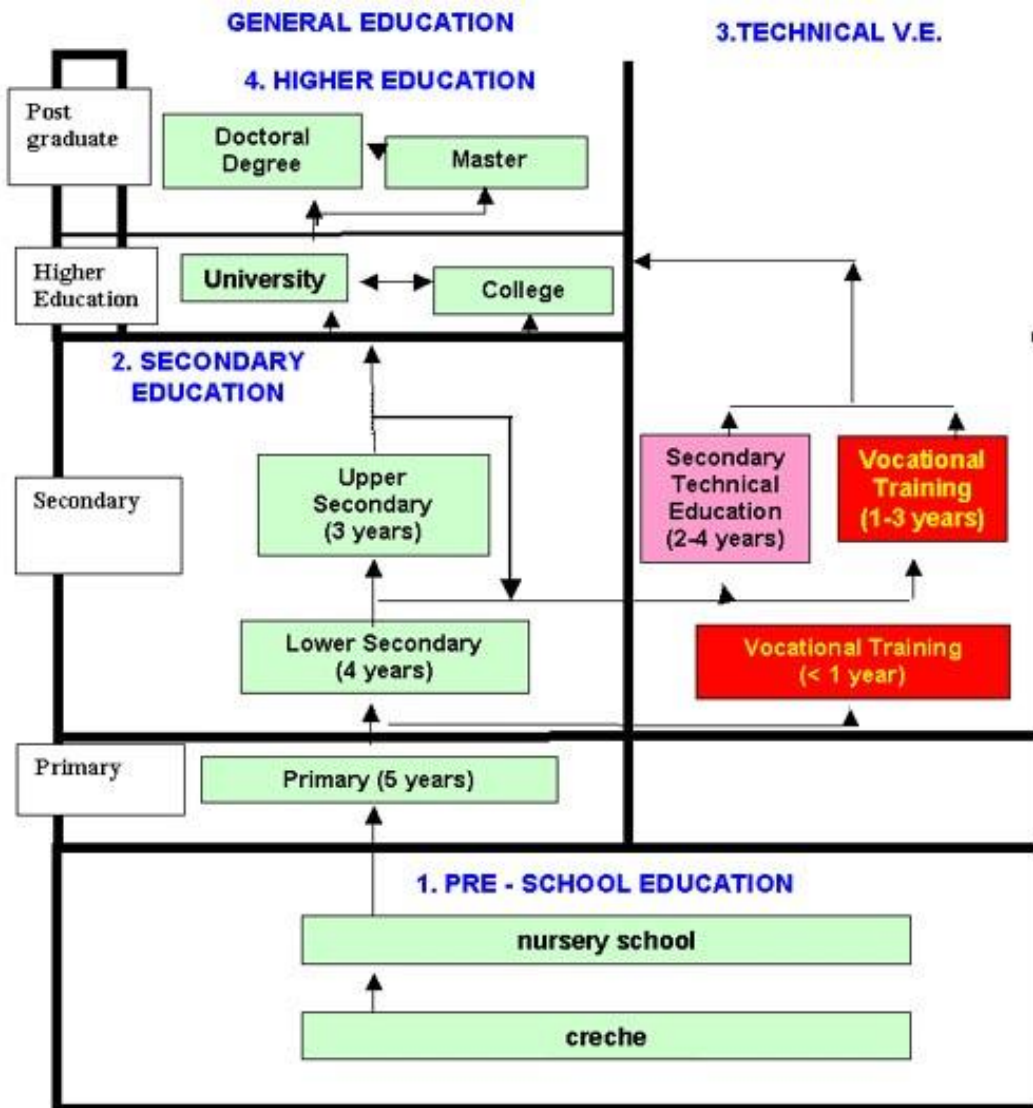 GENERAL EDUCATION
3.TECHNICAL V.E.
4. HIGHER EDUCATION
Post
graduate
Doctoral
Degree
Master
Higher
Education
University
College
2. SECONDARY
EDUCATION
Secondary
Upper
Secondary
(3 years)
Secondary
Technical
Education
(2-4 years)
Vocational
Training
(1-3 years)
Lower Secondary
(4 years)
Vocational Training
(< 1 year)
Primary
Primary (5 years)
1. PRE - SCHOOL EDUCATION
nursery school
creche